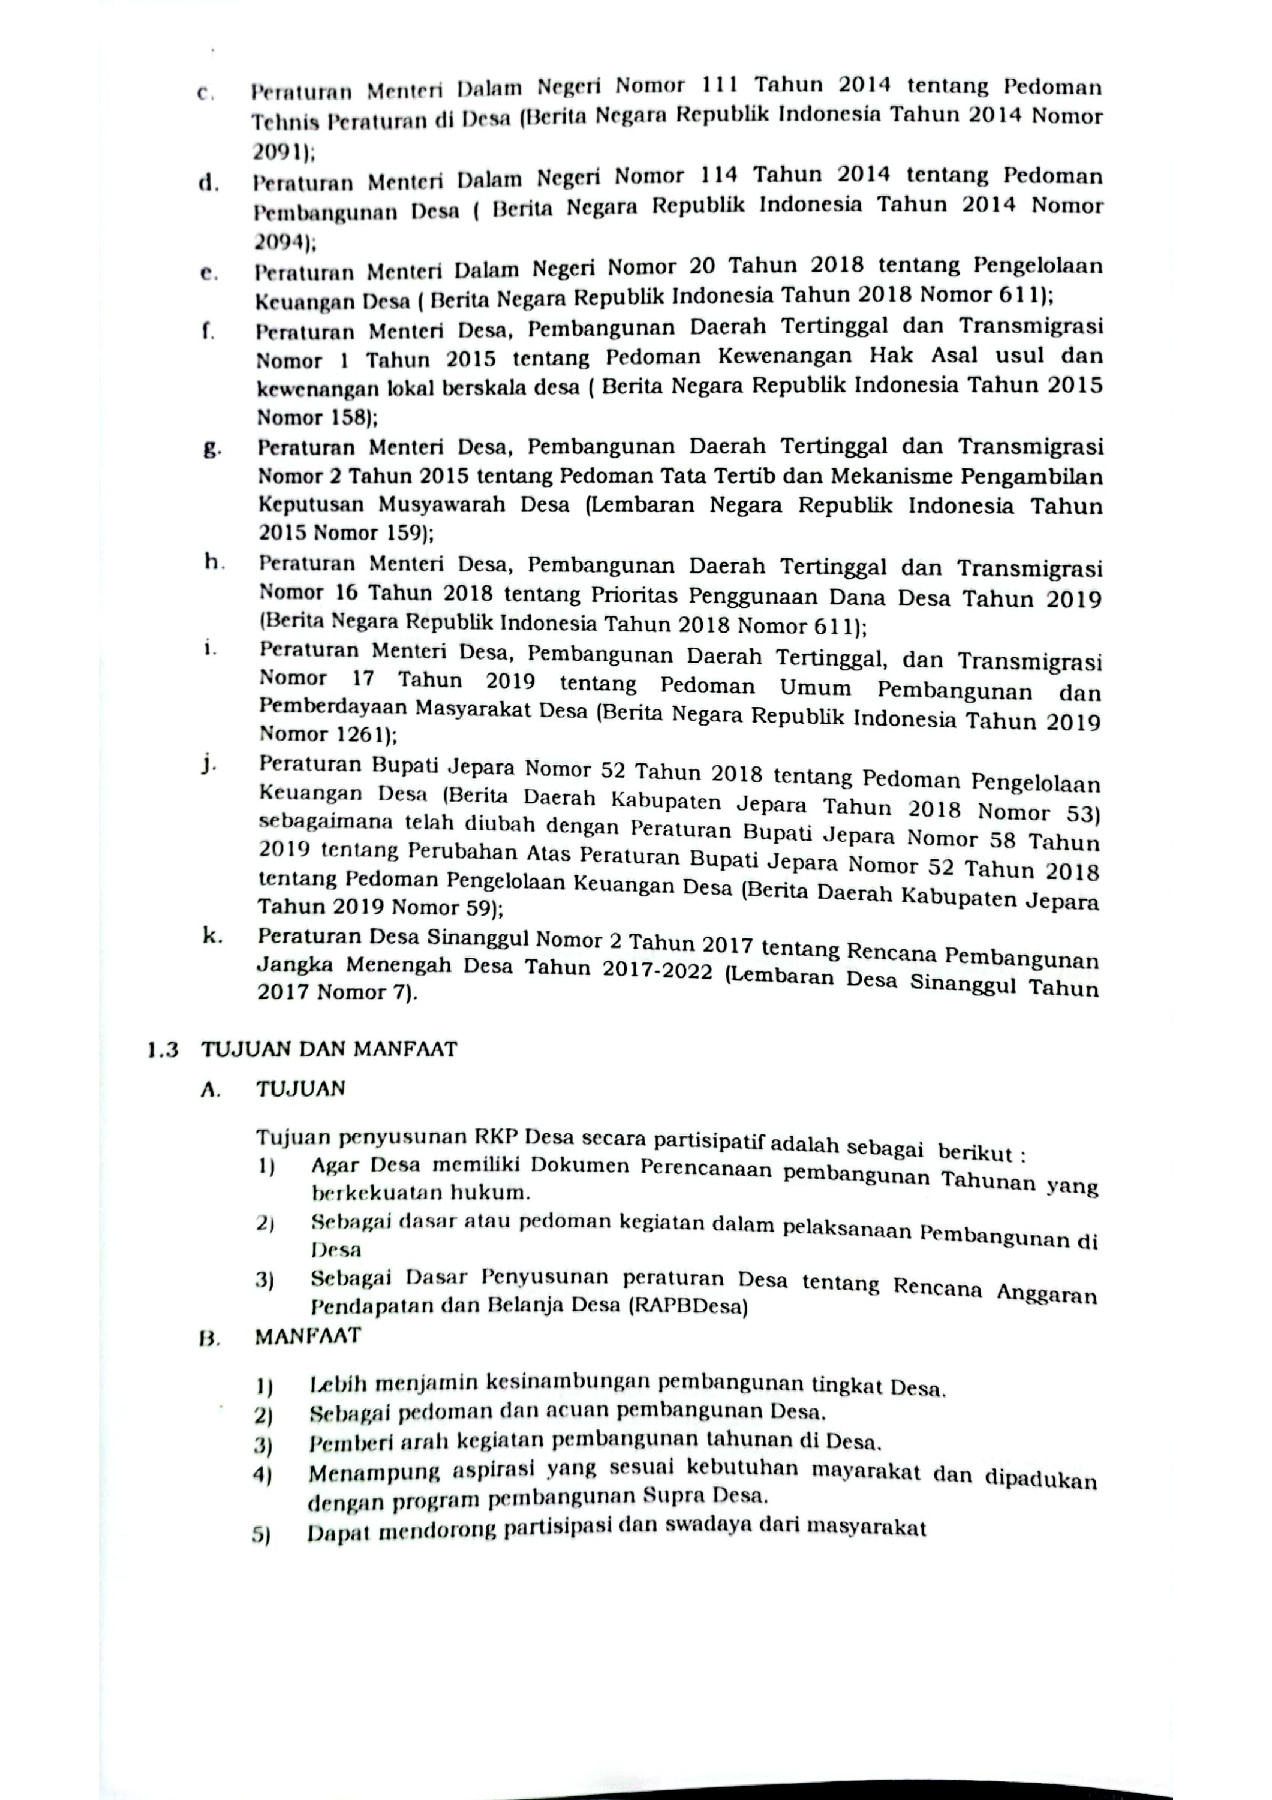 c. Peraturan Menteri Dalam Negeri Nomor 111 Tahun 2014 tentang Pedoman
Tehnis Peraturan di Desa (Berita Negara Republik Indonesia Tahun 2014 Nomor
2091);
d. Peraturan Menteri Dalam Negeri Nomor 114 Tahun 2014 tentang Pedoman
Pembangunan Desa ( Berita Negara Republik Indonesia Tahun 2014 Nomor
2094);
e. Peraturan Menteri Dalam Negeri Nomor 20 Tahun 2018 tentang Pengelolaan
Keuangan Desa ( Berita Negara Republik Indonesia Tahun 2018 Nomor 611);
f. Peraturan Menteri Desa, Pembangunan Daerah Tertinggal dan Transmigrasi
Nomor 1 Tahun 2015 tentang Pedoman Kewenangan Hak Asal usul dan
kewenangan lokal berskala desa ( Berita Negara Republik Indonesia Tahun 2015
Nomor 158);
g. Peraturan Menteri Desa, Pembangunan Daerah Tertinggal dan Transmigrasi
Nomor 2 Tahun 2015 tentang Pedoman Tata Tertib dan Mekanisme Pengambilan
Keputusan Musyawarah Desa (Lembaran Negara Republik Indonesia Tahun
2015 Nomor 159);
h. Peraturan Menteri Desa, Pembangunan Daerah Tertinggal dan Transmigrasi
Nomor 16 Tahun 2018 tentang Prioritas Penggunaan Dana Desa Tahun 2019
(Berita Negara Republik Indonesia Tahun 2018 Nomor 611);
i. Peraturan Menteri Desa, Pembangunan Daerah Tertinggal, dan Transmigrasi
Nomor 17 Tahun 2019 tentang Pedoman Umum Pembangunan dan
Pemberdayaan Masyarakat Desa (Berita Negara Republik Indonesia Tahun 2019
Nomor 1261);
j. Peraturan Bupati Jepara Nomor 52 Tahun 2018 tentang Pedoman Pengelolaan
Keuangan Desa (Berita Daerah Kabupaten Jepara Tahun 2018 Nomor 53)
sebagaimana telah diubah dengan Peraturan Bupati Jepara Nomor 58 Tahun
2019 tentang Perubahan Atas Peraturan Bupati Jepara Nomor 52 Tahun 2018
tentang Pedoman Pengelolaan Keuangan Desa (Berita Daerah Kabupaten Jepara
Tahun 2019 Nomor 59);
k. Peraturan Desa Sinanggul Nomor 2 Tahun 2017 tentang Rencana Pembangunan
Jangka Menengah Desa Tahun 2017-2022 (Lembaran Desa Sinanggul Tahun
2017 Nomor 7).
1.3 TUJUAN DAN MANFAAT
A. TUJUAN
Tujuan penyusunan RKP Desa secara partisipatif adalah sebagai berikut :
1) Agar Desa memiliki Dokumen Perencanaan pembangunan Tahunan yang
berkekuatan hukum.
2) Sebagai dasar atau pedoman kegiatan dalam pelaksanaan Pembangunan di
Desa
3) Sebagai Dasar Penyusunan peraturan Desa tentang Rencana Anggaran
Pendapatan dan Belanja Desa (RAPBDesa)
B. MANFAAT
1) Lebih menjamin kesinambungan pembangunan tingkat Desa.
2) Sebagai pedoman dan acuan pembangunan Desa.
3) Pemberi arah kegiatan pembangunan tahunan di Desa.
4) Menampung aspirasi yang sesuai kebutuhan mayarakat dan dipadukan
dengan program pembangunan Supra Desa.
5) Dapat mendorong partisipasi dan swadaya dari masyarakat